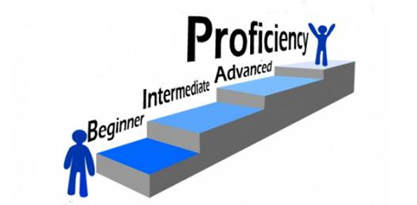 Beginner
Intermediate
Advanced
Proficiency